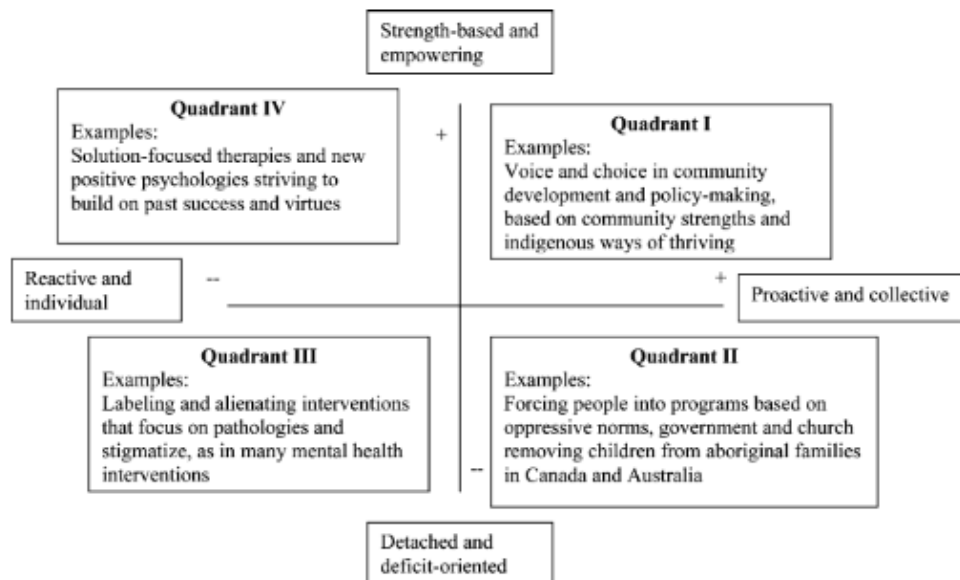 Strength-based and
empowering
Quadrant IV
Examples:
Solution-focused therapies and new
positive psychologies striving to
build on past success and virtues
+
Quadrant I
Examples:
Voice and choice in community
development and policy-making,
based on community strengths and
indigenous ways of thriving
Reactive and
individual
--
+
Proactive and collective
Quadrant III
Examples:
Labeling and alienating interventions
that focus on pathologies and
stigmatize, as in many mental health
interventions
Quadrant II
Examples:
Forcing people into programs based on
oppressive norms, government and church
removing children from aboriginal families
in Canada and Australia
--
Detached and
deficit-oriented